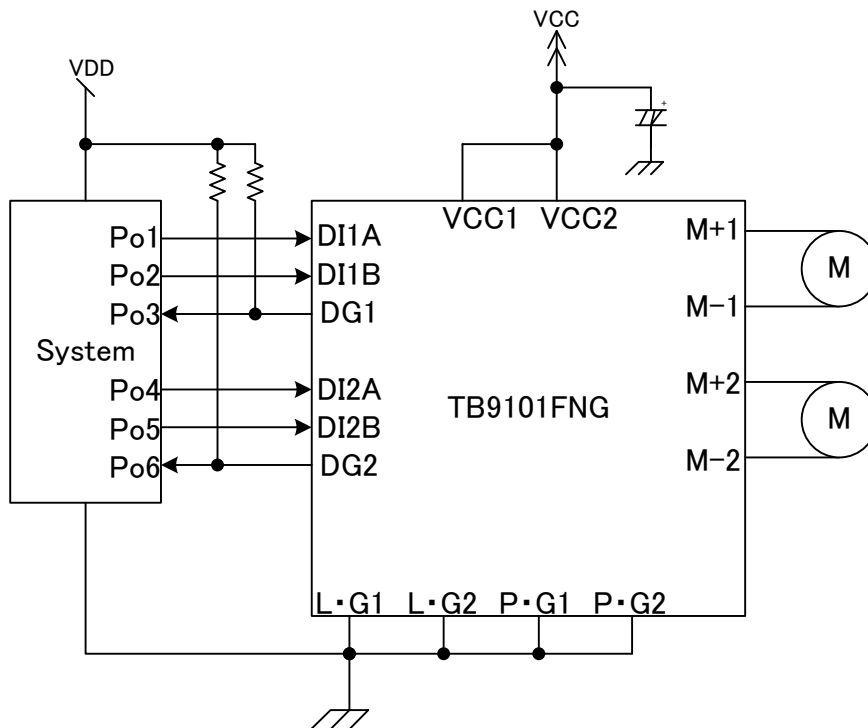 VCC
VDD
+
VCC1
VCC2
M+1
M
M-1
Po1
DI1A
Po2
DI1B
Po3
DG1
System
Po4
DI2A
Po5
DI2B
Po6
DG2
TB9101FNG
M+2
M
M-2
L·G1
L·G2
P·G1
P·G2